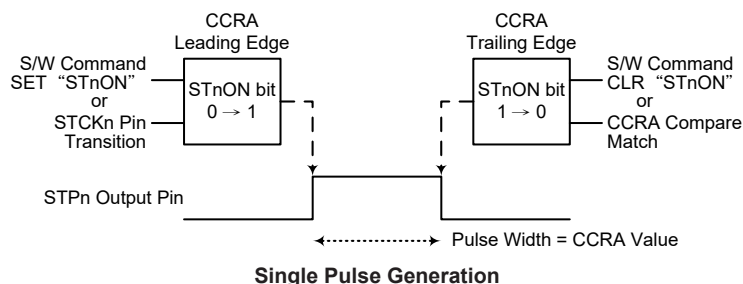 CCRA
Leading Edge
S/W Command
SET “STnON”
or
STCKn Pin
Transition
STnON bit
0 → 1
CCRA
Trailing Edge
STnON bit
1 → 0
S/W Command
CLR “STnON”
or
CCRA Compare
Match
STPn Output Pin
Pulse Width = CCRA Value
Single Pulse Generation